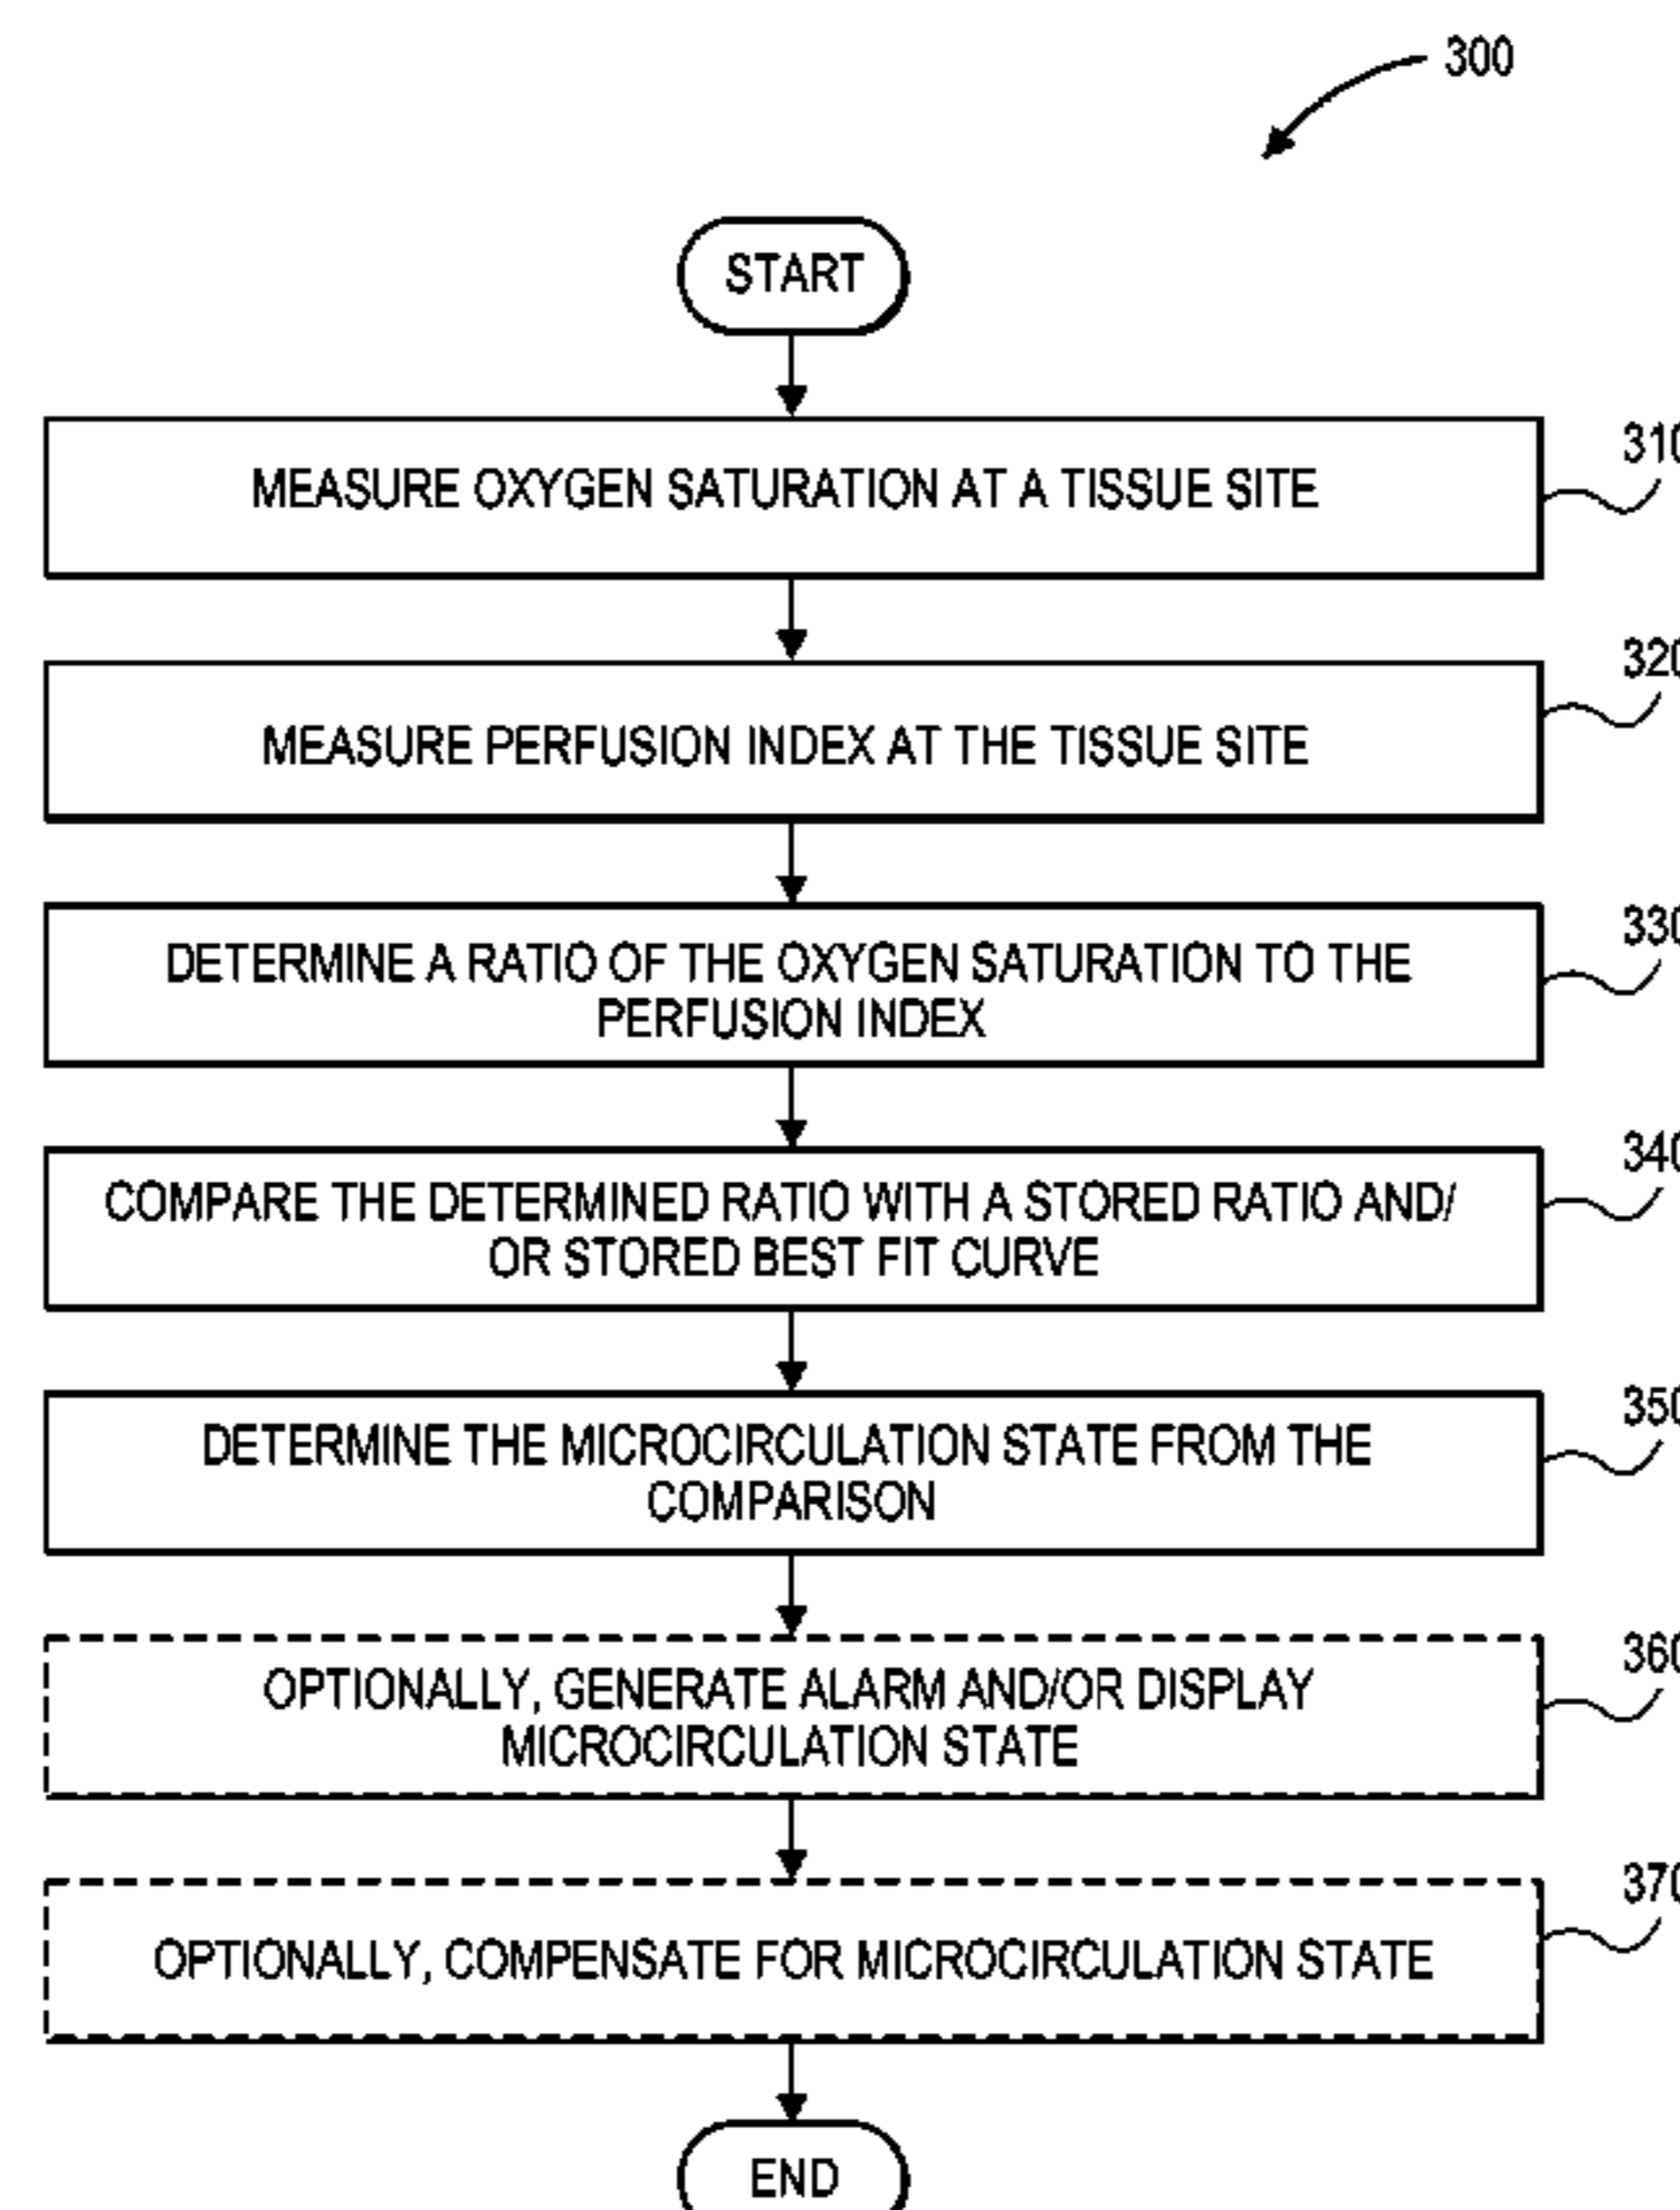 300
START
MEASURE OXYGEN SATURATION AT A TISSUE SITE
310
MEASURE PERFUSION INDEX AT THE TISSUE SITE
320
DETERMINE A RATIO OF THE OXYGEN SATURATION TO THE
PERFUSION INDEX
330
COMPARE THE DETERMINED RATIO WITH A STORED RATIO AND/
OR STORED BEST FIT CURVE
340
DETERMINE THE MICROCIRCULATION STATE FROM THE
COMPARISON
350
OPTIONALLY, GENERATE ALARM AND/OR DISPLAY
MICROCIRCULATION STATE
360
OPTIONALLY, COMPENSATE FOR MICROCIRCULATION STATE
370
END